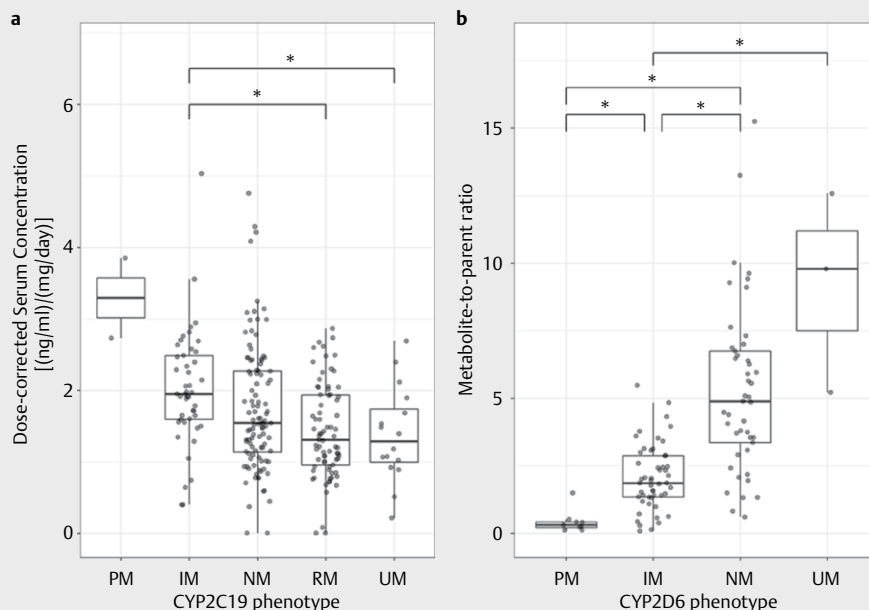 a
*
*
6
4
2
0
Dose-corrected Serum Concentration
[(ng/ml)/(mg/day)]
PM IM NM RM UM
CYP2C19 phenotype
b
*
*
* *
15
10
5
0
Metabolite-to-parent ratio
PM IM NM UM
CYP2D6 phenotype